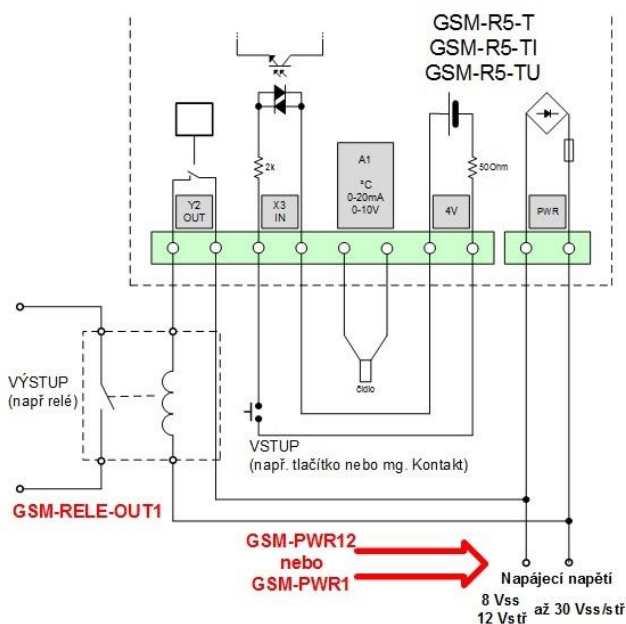 GSM-R5-T
GSM-R5-TI
GSM-R5-TU
2k
A1
°C
0-20mA
0-10V
50Ohm
Y2
OUT
X3
IN
4V
PWR
VÝSTUP
(např relé)
čidlo
VSTUP
(např. tlačítko nebo mg. Kontakt)
GSM-RELE-OUT1
GSM-PWR12
nebo
GSM-PWR1
Napájecí napětí
8 Vss
12 Vstř
až 30 Vss/stř